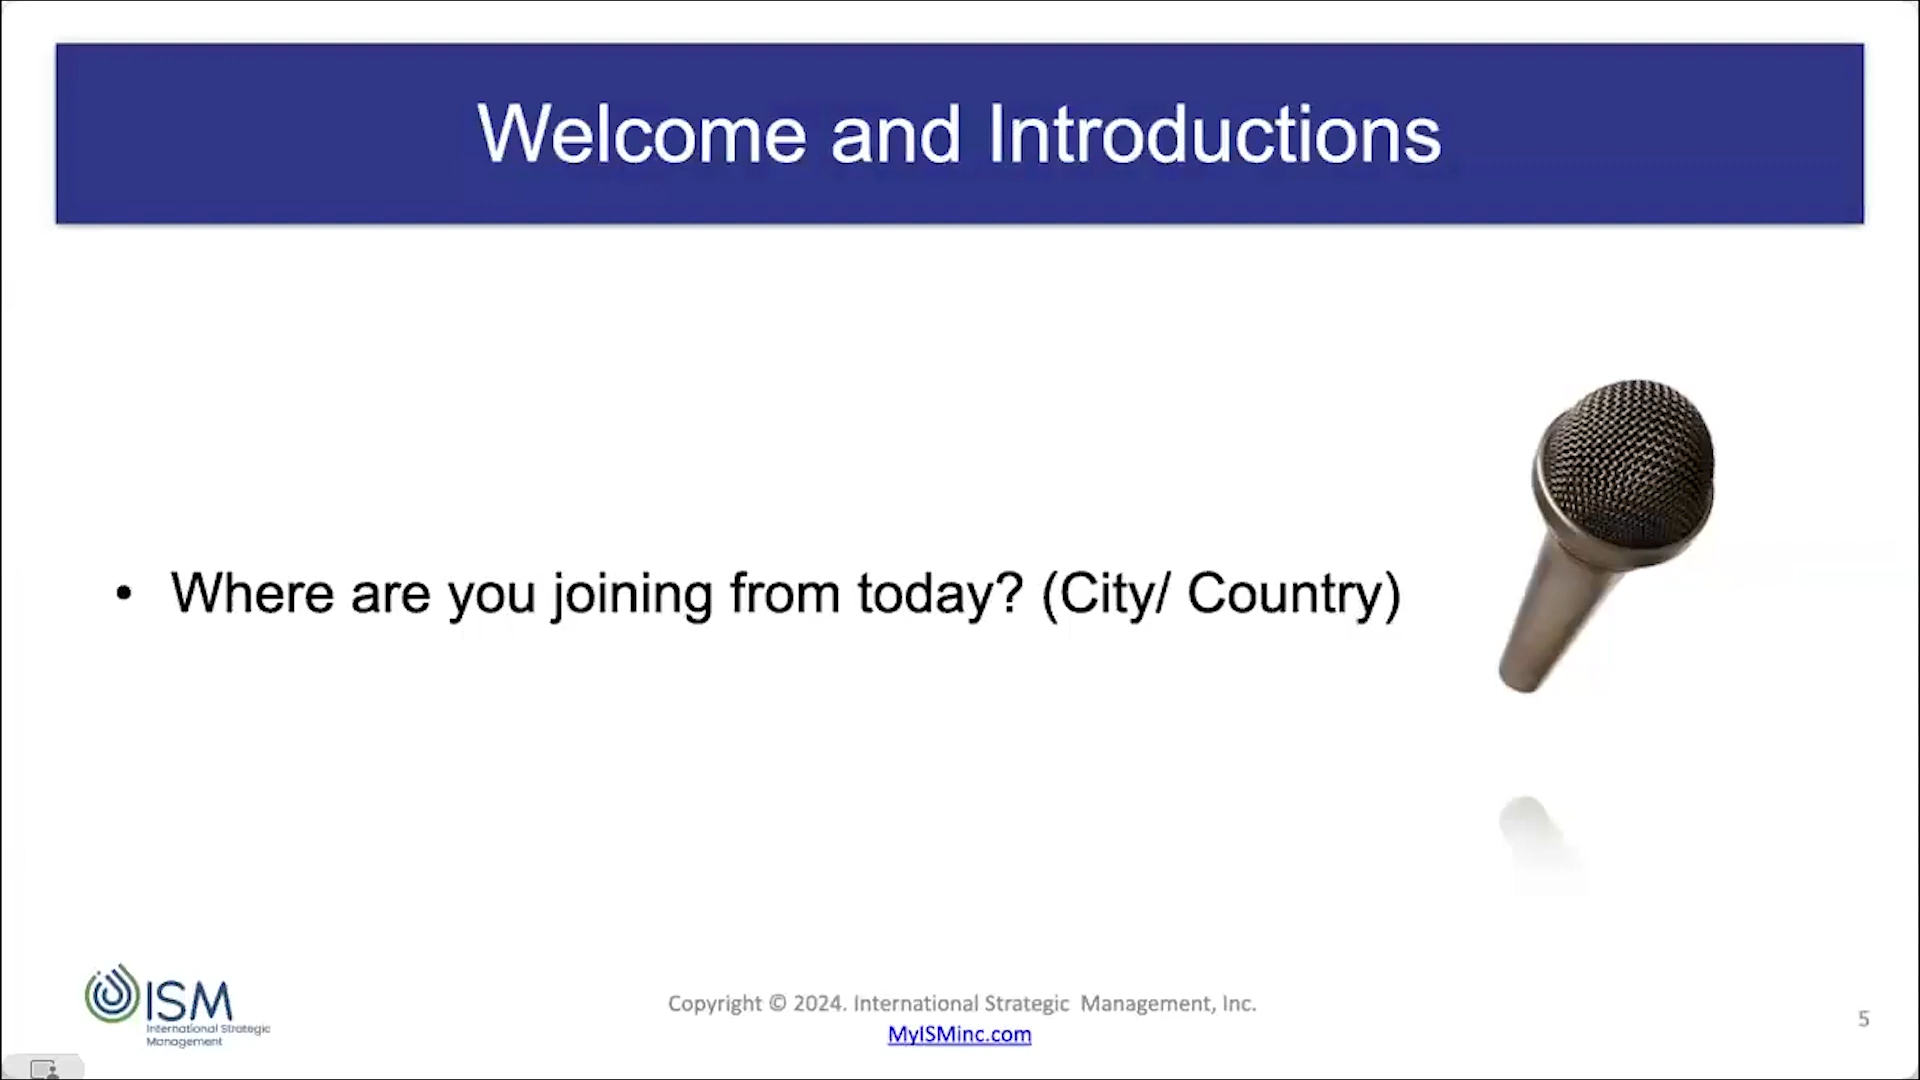 Welcome and Introductions
• Where are you joining from today? (City/ Country)
ISM
International Strategic
Management
Copyright © 2024. International Strategic Management, Inc.
MyISMinc.com
5